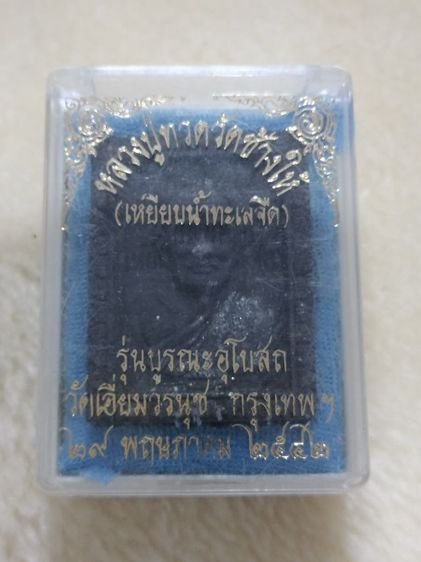 หลวงปู่ทวดวัดช้างให้
(เหยียบน้ำทะเลจืด)
รุ่นบูรณะอุโบสถ
วัดเอี่ยมวรนุช กรุงเทพฯ
๒๙ พฤษภาคม ๒๕๔๒